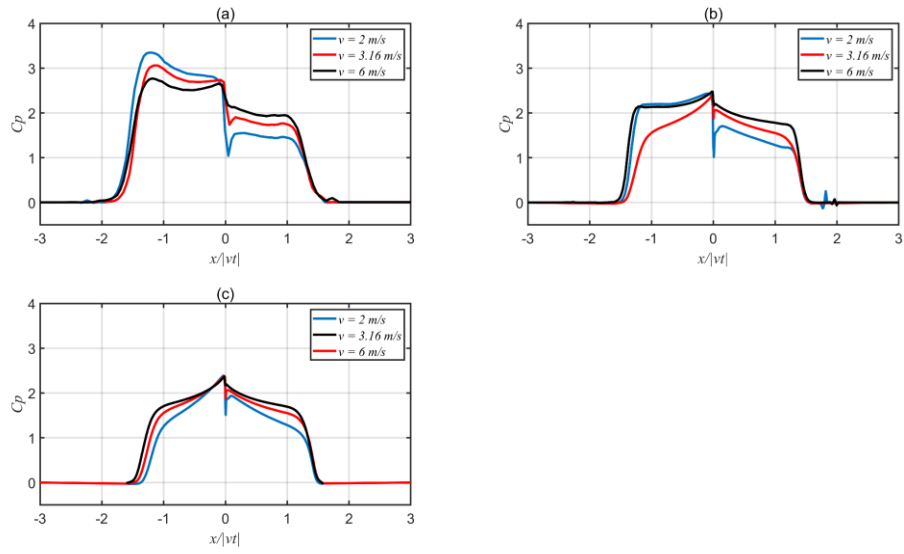 (a)
4
3
2
1
0
Cp
-3 -2 -1 0 1 2 3
x/|vt|
v = 2 m/s
v = 3.16 m/s
v = 6 m/s
(b)
4
3
2
1
0
Cp
-3 -2 -1 0 1 2 3
x/|vt|
v = 2 m/s
v = 3.16 m/s
v = 6 m/s
(c)
4
3
2
1
0
Cp
-3 -2 -1 0 1 2 3
x/|vt|
v = 2 m/s
v = 3.16 m/s
v = 6 m/s